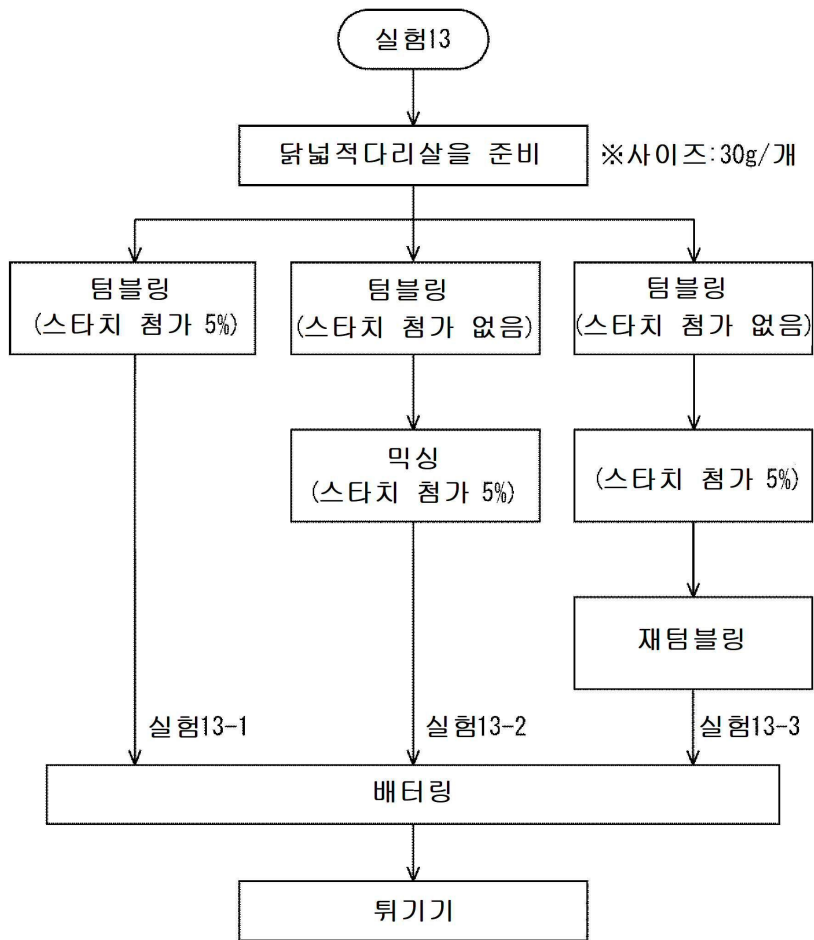 실험13
닭넓적다리살을 준비
※사이즈:30g/개
텀블링
(스타치 첨가 5%)
텀블링
(스타치 첨가 없음)
텀블링
(스타치 첨가 없음)
믹싱
(스타치 첨가 5%)
(스타치 첨가 5%)
재텀블링
실험13-1
실험13-2
실험13-3
배터링
튀기기